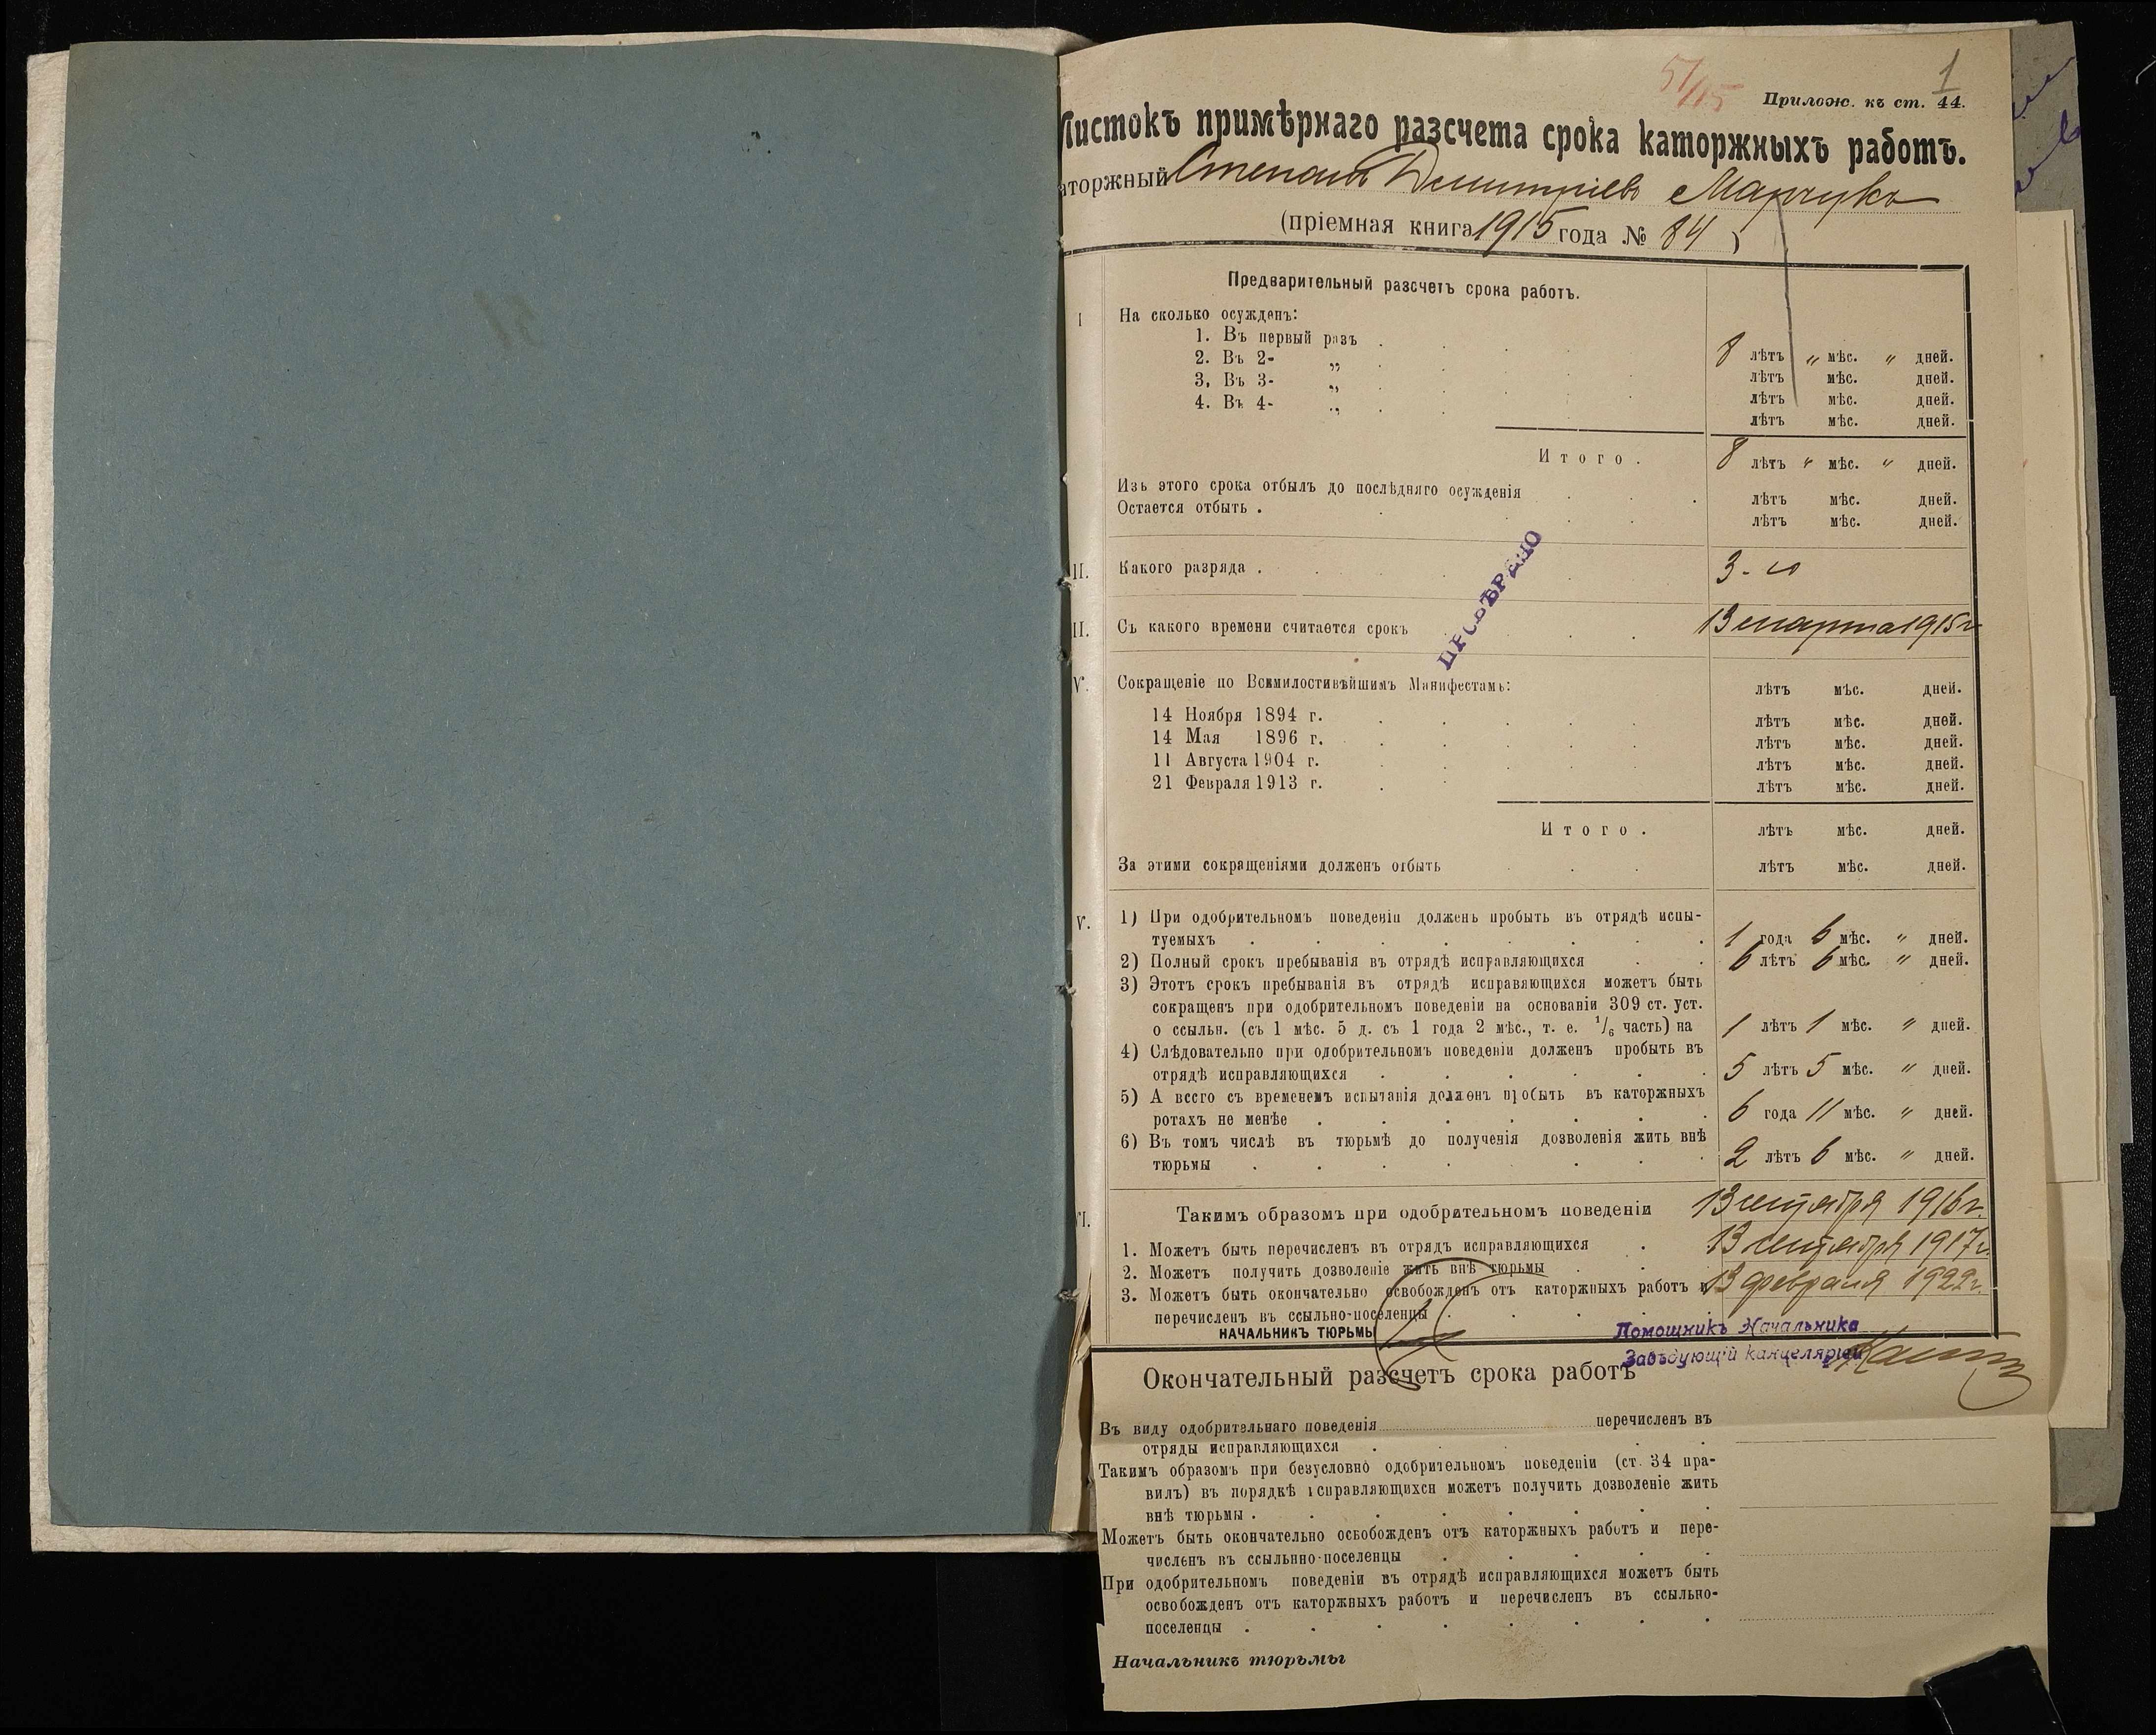 51/15
1
Прилож. къ ст. 44.
Листокъ примѣрнаго разсчета срока каторжныхъ работъ.
аторжный Степанъ Дмитріевъ Марчукъ
(пріемная книга 1915 года № 84)
Предварительный разсчетъ срока работъ.
I На сколько осужденъ:
1. Въ первый разъ . 8 лѣтъ „ мѣс. „ дней.
2. Въ 2- „ . лѣтъ мѣс. дней.
3. Въ 3- „ . лѣтъ мѣс. дней.
4. Въ 4- „ . лѣтъ мѣс. дней.
Итого. 8 лѣтъ „ мѣс. „ дней.
Изъ этого срока отбылъ до послѣдняго осужденія лѣтъ мѣс. дней.
Остается отбыть . лѣтъ мѣс. дней.
II. Какого разряда . 3-го
ПРОВѢРЕНО
II. Съ какого времени считается срокъ 13 марта 1915 г.
V. Сокращеніе по Всемилостивѣйшимъ Манифестамъ: лѣтъ мѣс. дней.
14 Ноября 1894 г. лѣтъ мѣс. дней.
14 Мая 1896 г. лѣтъ мѣс. дней.
11 Августа 1904 г. лѣтъ мѣс. дней.
21 Февраля 1913 г. лѣтъ мѣс. дней.
Итого. лѣтъ мѣс. дней.
За этими сокращеніями долженъ отбыть лѣтъ мѣс. дней.
V. 1) При одобрительномъ поведеніи долженъ пробыть въ отрядѣ испы-
туемыхъ . 1 года 6 мѣс. „ дней.
2) Полный срокъ пребыванія въ отрядѣ исправляющихся 6 лѣтъ 6 мѣс. „ дней.
3) Этотъ срокъ пребыванія въ отрядѣ исправяющихся можетъ быть
сокращенъ при одобрительномъ поведеніи на основаніи 309 ст. уст.
о ссыльн. (съ 1 мѣс. 5 д. съ 1 года 2 мѣс., т. е. 1/6 часть) на 1 лѣтъ 1 мѣс. „ дней.
4) Слѣдовательно при одобрительномъ поведеніи долженъ пробыть въ
отрядѣ исправляющихся . 5 лѣтъ 5 мѣс. „ дней.
5) А всего съ временемъ испытанія долженъ пробыть въ каторжныхъ
ротахъ не менѣе . 6 года 11 мѣс. „ дней.
6) Въ томъ числѣ въ тюрьмѣ до полученія дозволенія жить внѣ
тюрьмы . 2 лѣтъ 6 мѣс. „ дней.
VI. Такимъ образомъ при одобрительномъ поведеніи 13 сентября 1916 г.
1. Можетъ быть перечисленъ въ отрядъ исправляющихся . 13 сентября 1917 г.
2. Можетъ получить дозволеніе жить внѣ тюрьмы
3. Можетъ быть окончательно освобожденъ отъ каторжныхъ работъ и 13 февраля 1922 г.
перечисленъ въ ссыльно-поселенцы .
НАЧАЛЬНИКЪ ТЮРЬМЫ
Помощникъ Начальника
Завѣдующій канцеляріей
Окончательный разсчетъ срока работъ
Въ виду одобрительнаго поведенія перечисленъ въ
отряды исправляющихся .
Такимъ образомъ при безусловно одобрительномъ поведеніи (ст. 34 пра-
вилъ) въ порядкѣ исправляющихся можетъ получить дозволеніе жить
внѣ тюрьмы .
Можетъ быть окончательно освобожденъ отъ каторжныхъ работъ и пере-
численъ въ ссыльно-поселенцы
При одобрительномъ поведеніи въ отрядѣ исправляющихся можетъ быть
освобожденъ отъ каторжныхъ работъ и перечисленъ въ ссыльно-
поселенцы .
Начальникъ тюрьмы